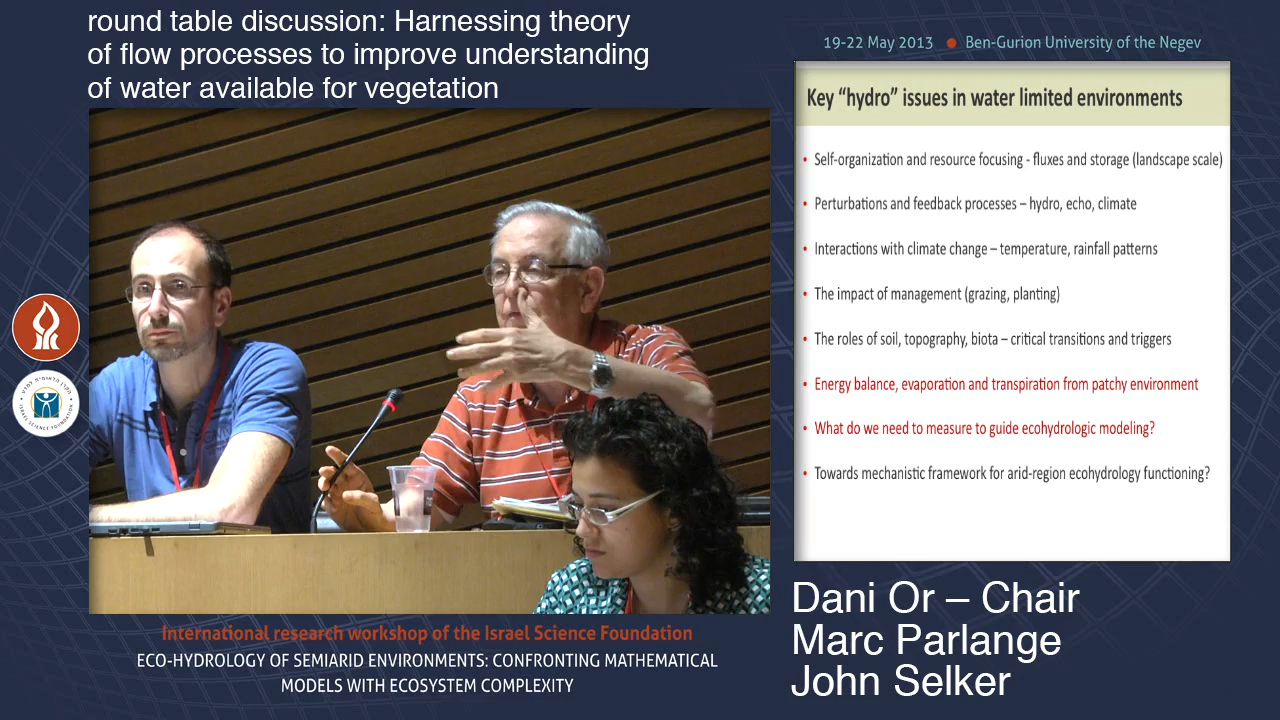 round table discussion: Harnessing theory
of flow processes to improve understanding
of water available for vegetation
19-22 May 2013 • Ben-Gurion University of the Negev
Key “hydro” issues in water limited environments
• Self-organization and resource focusing - fluxes and storage (landscape scale)
• Perturbations and feedback processes – hydro, echo, climate
• Interactions with climate change – temperature, rainfall patterns
• The impact of management (grazing, planting)
• The roles of soil, topography, biota – critical transitions and triggers
• Energy balance, evaporation and transpiration from patchy environment
• What do we need to measure to guide ecohydrologic modeling?
• Towards mechanistic framework for arid-region ecohydrology functioning?
Dani Or – Chair
Marc Parlange
John Selker
International research workshop of the Israel Science Foundation
ECO-HYDROLOGY OF SEMIARID ENVIRONMENTS: CONFRONTING MATHEMATICAL
MODELS WITH ECOSYSTEM COMPLEXITY
ISRAEL SCIENCE FOUNDATION